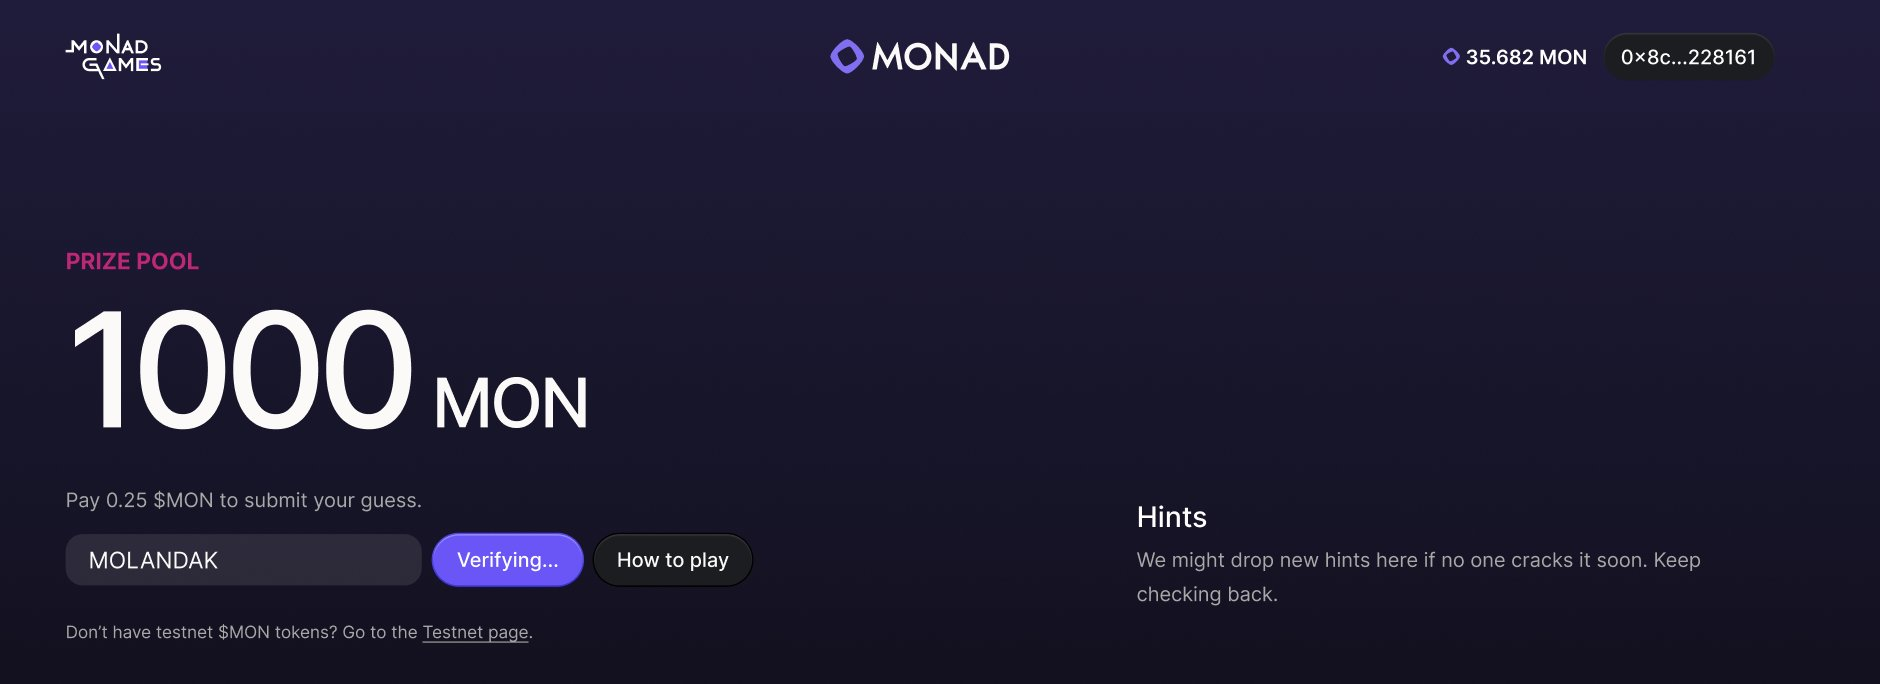 MONAD
GAMES
MONAD
35.682 MON
0×8c...228161
PRIZE POOL
1000 MON
Pay 0.25 $MON to submit your guess.
MOLANDAK
Verifying...
How to play
Don’t have testnet $MON tokens? Go to the Testnet page.
Hints
We might drop new hints here if no one cracks it soon. Keep
checking back.